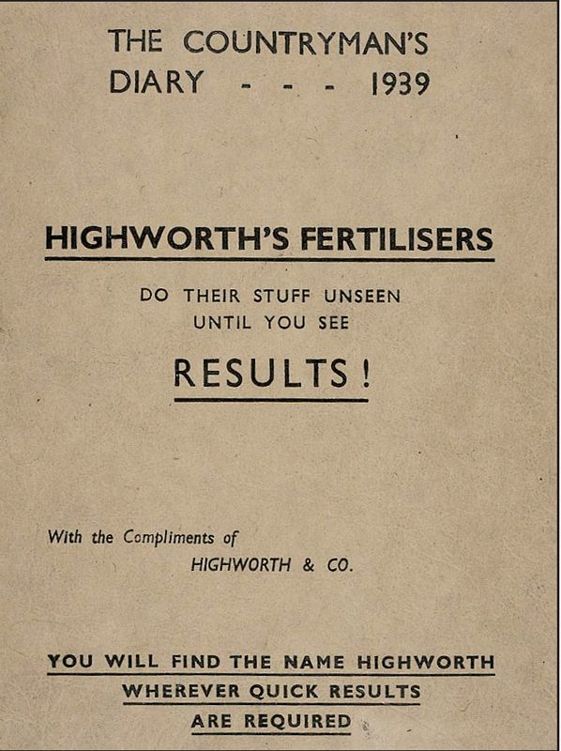 THE COUNTRYMAN'S
DIARY - - - 1939
HIGHWORTH'S FERTILISERS
DO THEIR STUFF UNSEEN
UNTIL YOU SEE
RESULTS !
With the Compliments of
HIGHWORTH & CO.
YOU WILL FIND THE NAME HIGHWORTH
WHEREVER QUICK RESULTS
ARE REQUIRED